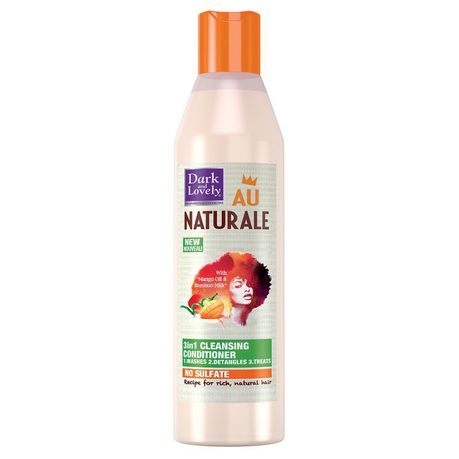 Dark
and
Lovely
AU
NATURALE
NEW
NOUVEAU
With
Mango Oil &
Bamboo Milk*
3in1 CLEANSING
CONDITIONER
1.WASHES 2.DETANGLES 3.TREATS
NO SULFATE
Recipe for rich, natural hair